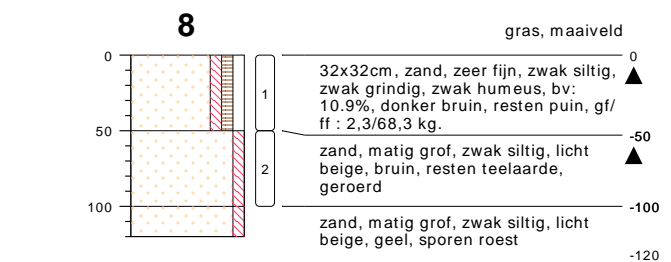 8
gras, maaiveld
0
0
32x32cm, zand, zeer fijn, zwak siltig,
zwak grindig, zwak humeus, bv:
10.9%, donker bruin, resten puin, gf/
ff : 2,3/68,3 kg.
1
50
-50
zand, matig grof, zwak siltig, licht
beige, bruin, resten teelaarde,
geroerd
2
100
-100
zand, matig grof, zwak siltig, licht
beige, geel, sporen roest
-120